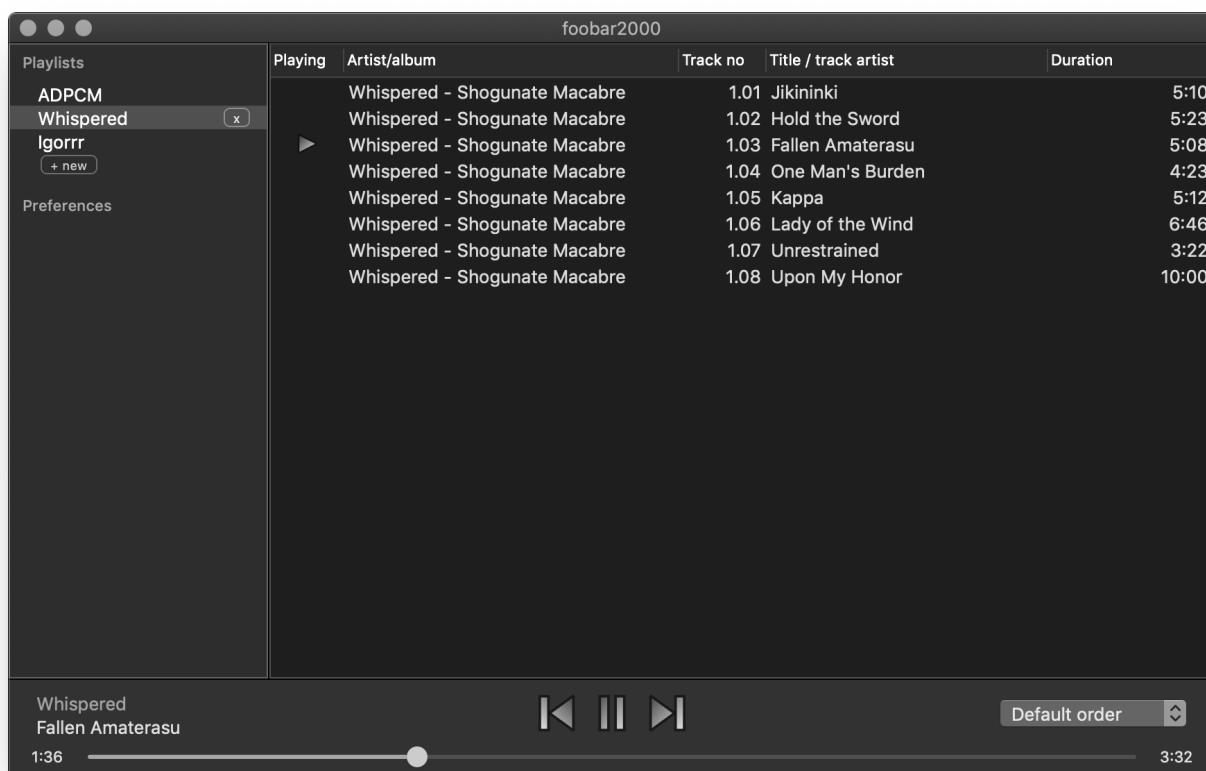 foobar2000
Playlists
ADPCM
Whispered x
Igorrr
+ new
Preferences
Playing Artist/album Track no Title / track artist Duration
Whispered - Shogunate Macabre 1.01 Jikininki 5:10
Whispered - Shogunate Macabre 1.02 Hold the Sword 5:23
Whispered - Shogunate Macabre 1.03 Fallen Amaterasu 5:08
Whispered - Shogunate Macabre 1.04 One Man's Burden 4:23
Whispered - Shogunate Macabre 1.05 Kappa 5:12
Whispered - Shogunate Macabre 1.06 Lady of the Wind 6:46
Whispered - Shogunate Macabre 1.07 Unrestrained 3:22
Whispered - Shogunate Macabre 1.08 Upon My Honor 10:00
Whispered
Fallen Amaterasu
Default order
1:36 3:32